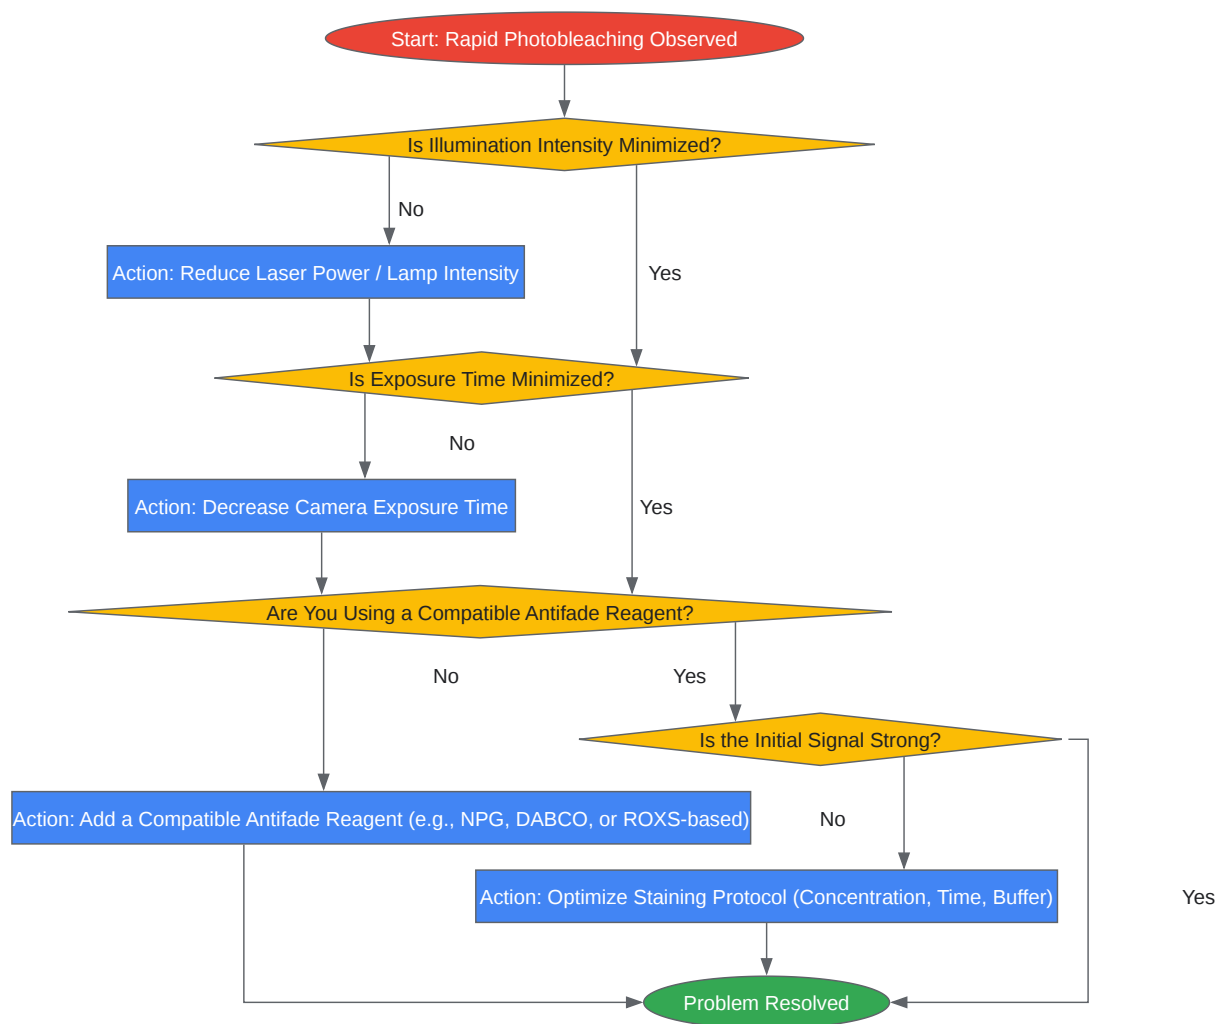 Start: Rapid Photobleaching Observed
Is Illumination Intensity Minimized?
No
Action: Reduce Laser Power / Lamp Intensity
Yes
Is Exposure Time Minimized?
No
Action: Decrease Camera Exposure Time
Yes
Are You Using a Compatible Antifade Reagent?
No
Yes
Is the Initial Signal Strong?
Action: Add a Compatible Antifade Reagent (e.g., NPG, DABCO, or ROXS-based)
No
Action: Optimize Staining Protocol (Concentration, Time, Buffer)
Yes
Problem Resolved